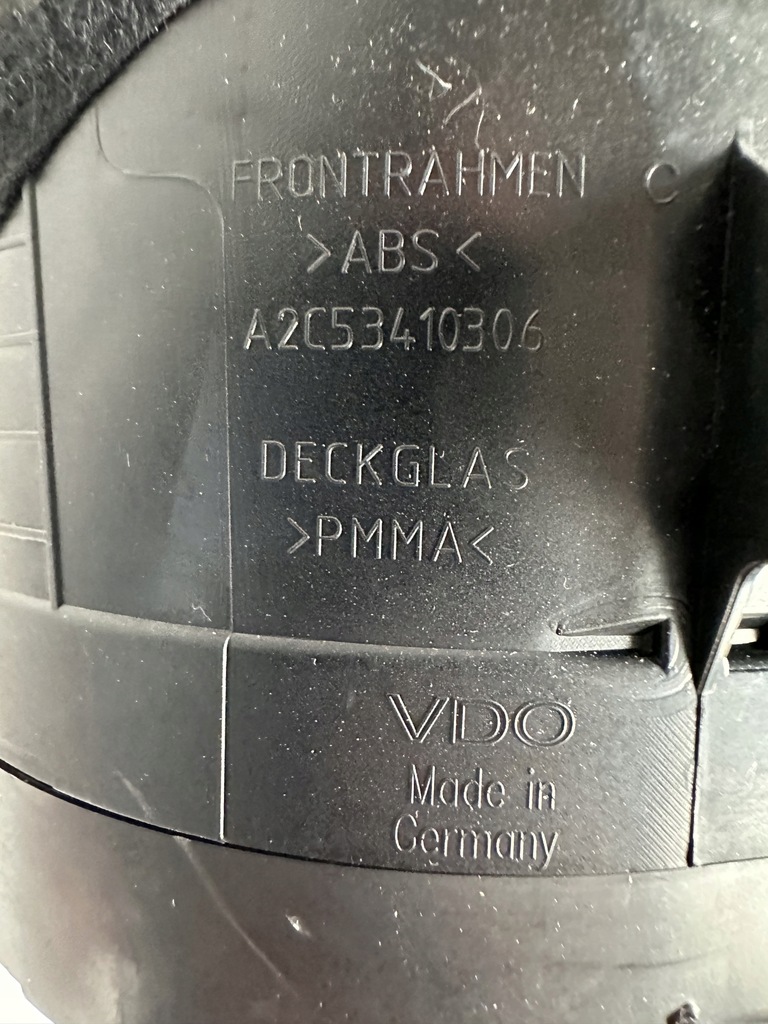 FRONTRAHMEN C
>ABS<
A2C53410306
DECKGLAS
>PMMA<
VDO
Made in
Germany